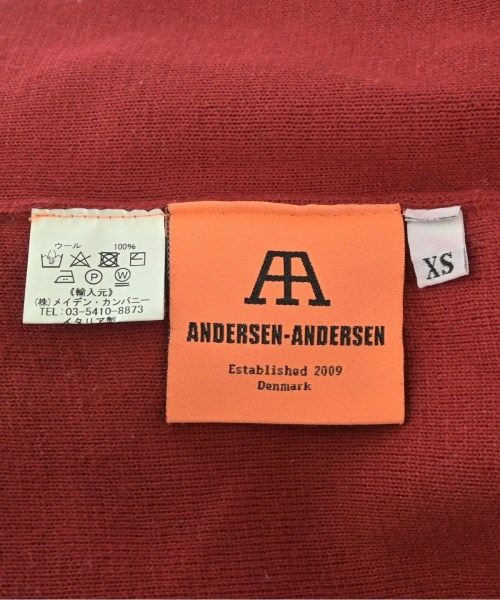 ウール 100%
P W
《輸入元》
(株)メイデン・カンパニー
TEL:03-5410-8873
イタリア製
AA
ANDERSEN-ANDERSEN
Established 2009
Denmark
XS